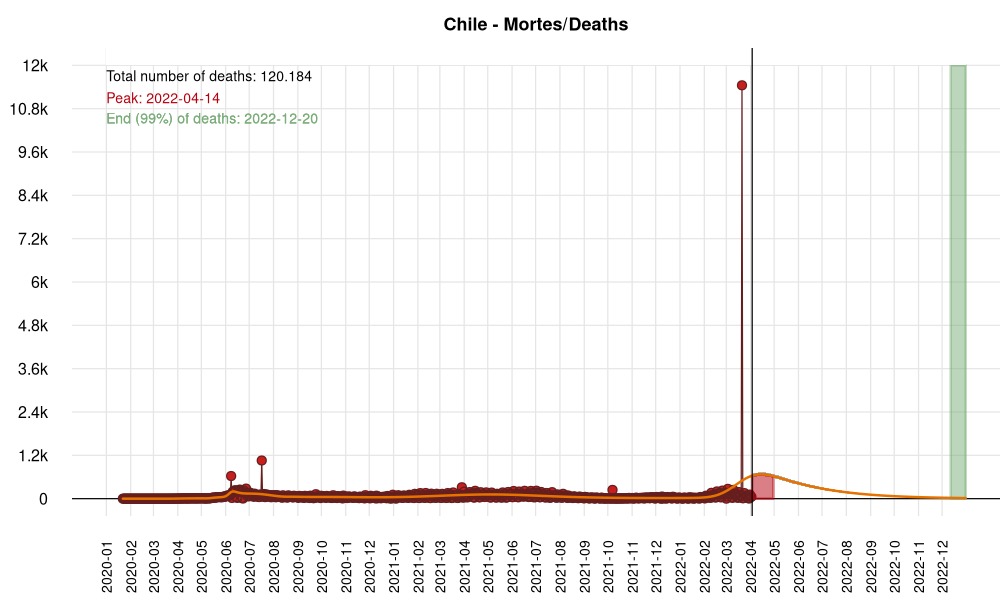 Chile - Mortes/Deaths
12k
10.8k
9.6k
8.4k
7.2k
6k
4.8k
3.6k
2.4k
1.2k
0
Total number of deaths: 120.184
Peak: 2022-04-14
End (99%) of deaths: 2022-12-20
2020-01
2020-02
2020-03
2020-04
2020-05
2020-06
2020-07
2020-08
2020-09
2020-10
2020-11
2020-12
2021-01
2021-02
2021-03
2021-04
2021-05
2021-06
2021-07
2021-08
2021-09
2021-10
2021-11
2021-12
2022-01
2022-02
2022-03
2022-04
2022-05
2022-06
2022-07
2022-08
2022-09
2022-10
2022-11
2022-12